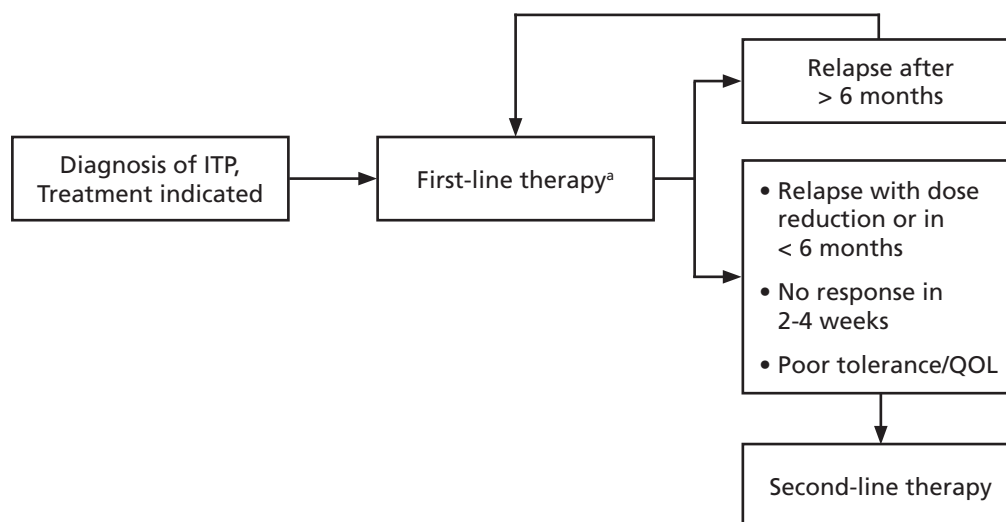 Diagnosis of ITP,
Treatment indicated
First-line therapyᵃ
Relapse after
> 6 months
• Relapse with dose
reduction or in
< 6 months
• No response in
2-4 weeks
• Poor tolerance/QOL
Second-line therapy